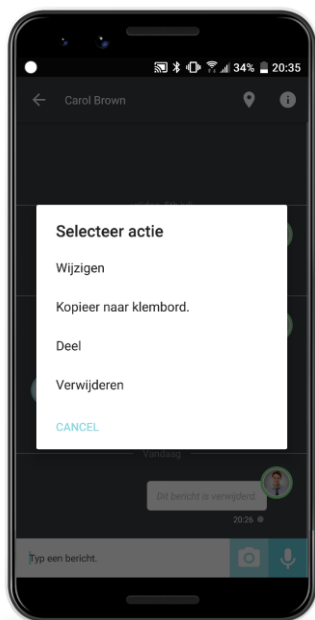 34% 20:35
Carol Brown
Selecteer actie
Wijzigen
Kopieer naar klembord.
Deel
Verwijderen
CANCEL
Vandaag
Dit bericht is verwijderd.
20:26
Typ een bericht.